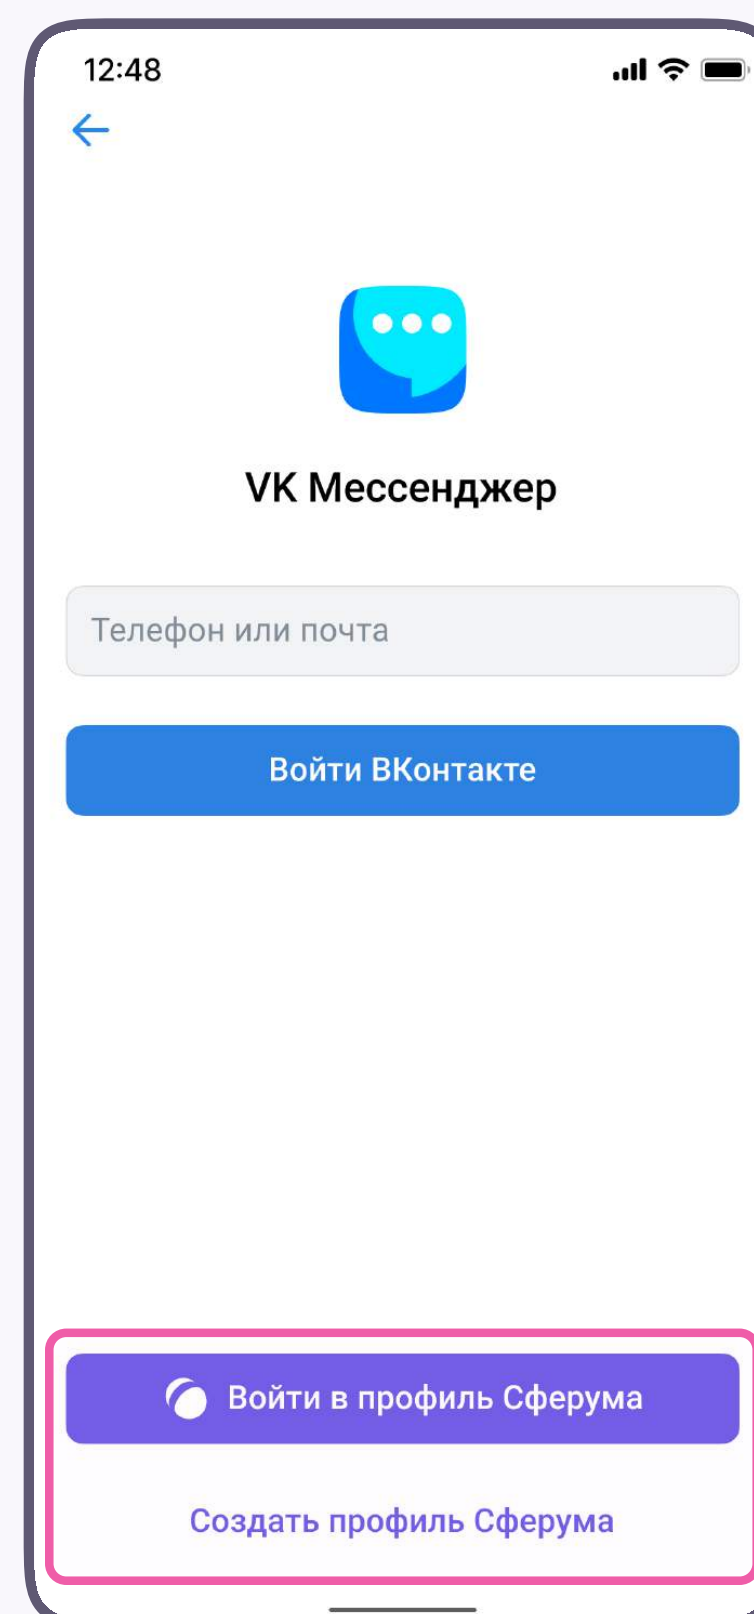 12:48
VK Мессенджер
Телефон или почта
Войти ВКонтакте
Войти в профиль Сферума
Создать профиль Сферума